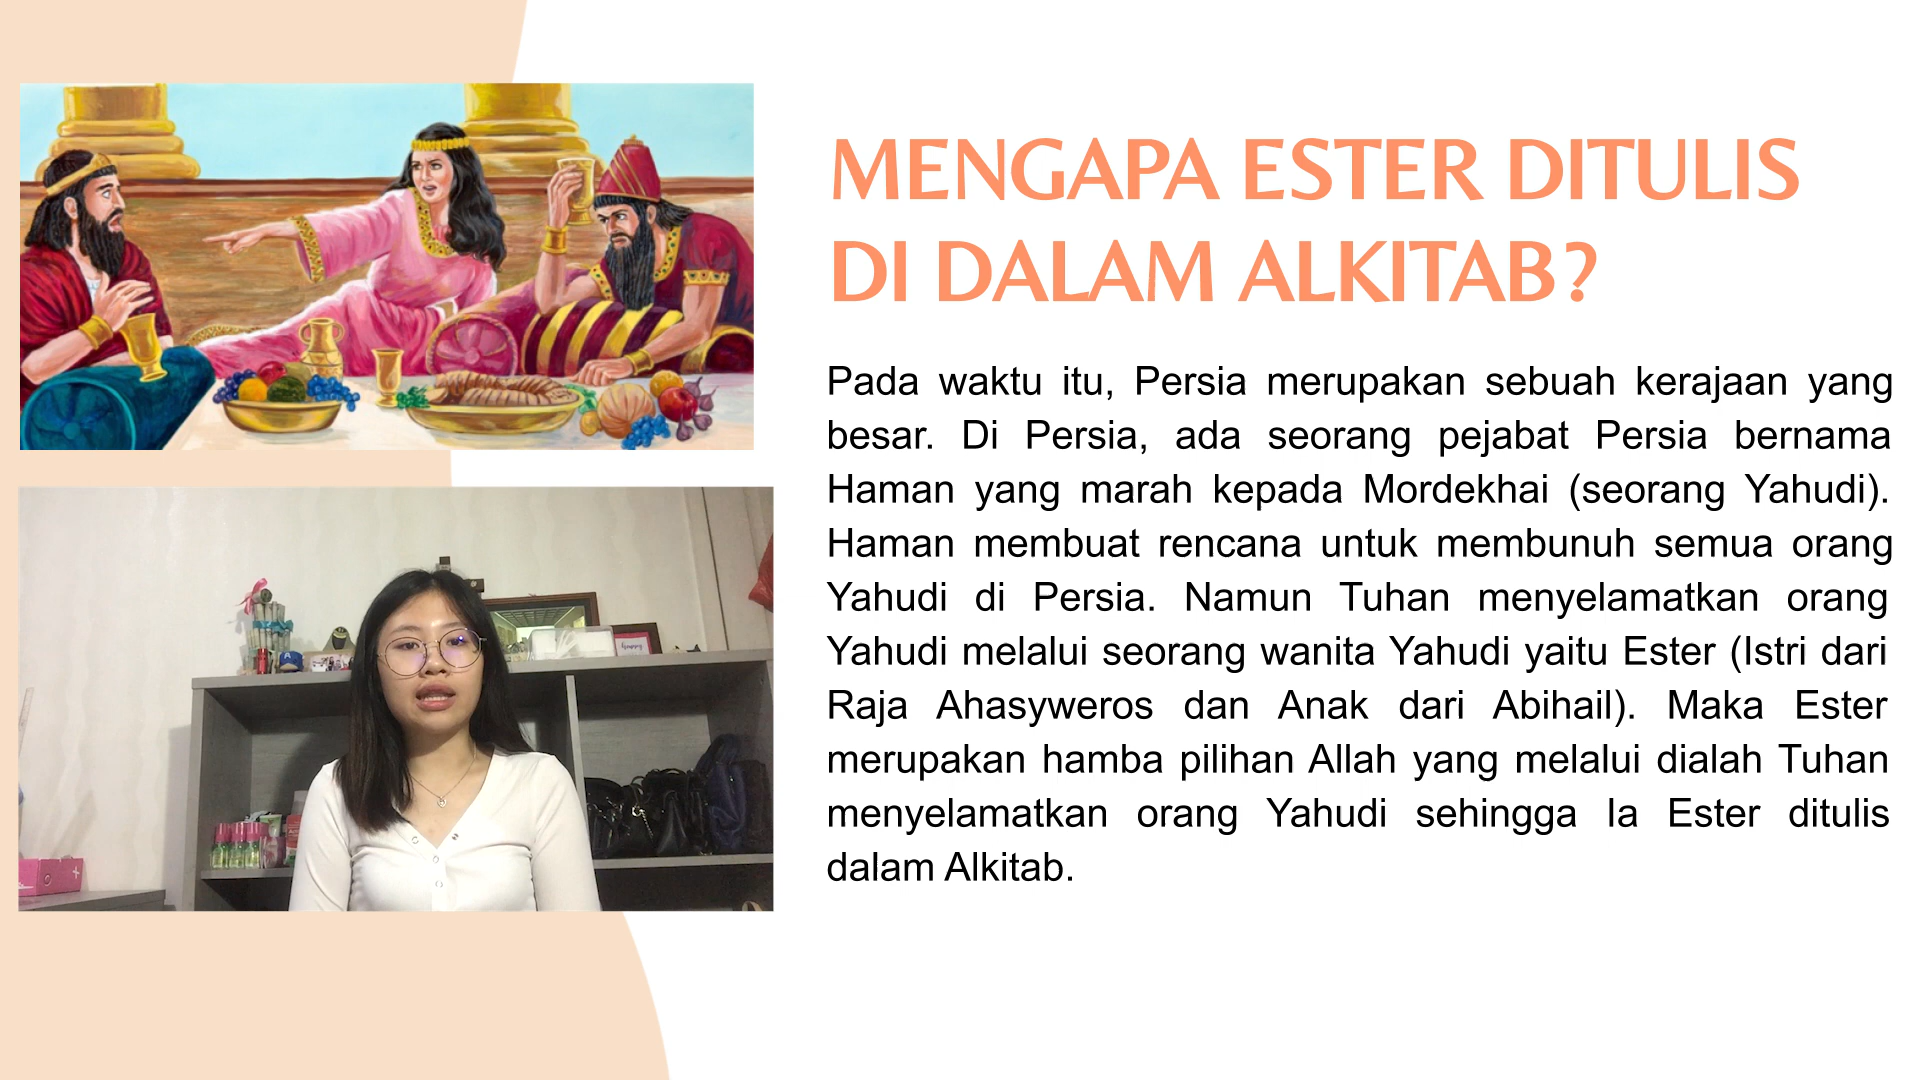 MENGAPA ESTER DITULIS
DI DALAM ALKITAB?
Pada waktu itu, Persia merupakan sebuah kerajaan yang
besar. Di Persia, ada seorang pejabat Persia bernama
Haman yang marah kepada Mordekhai (seorang Yahudi).
Haman membuat rencana untuk membunuh semua orang
Yahudi di Persia. Namun Tuhan menyelamatkan orang
Yahudi melalui seorang wanita Yahudi yaitu Ester (Istri dari
Raja Ahasyweros dan Anak dari Abihail). Maka Ester
merupakan hamba pilihan Allah yang melalui dialah Tuhan
menyelamatkan orang Yahudi sehingga Ia Ester ditulis
dalam Alkitab.